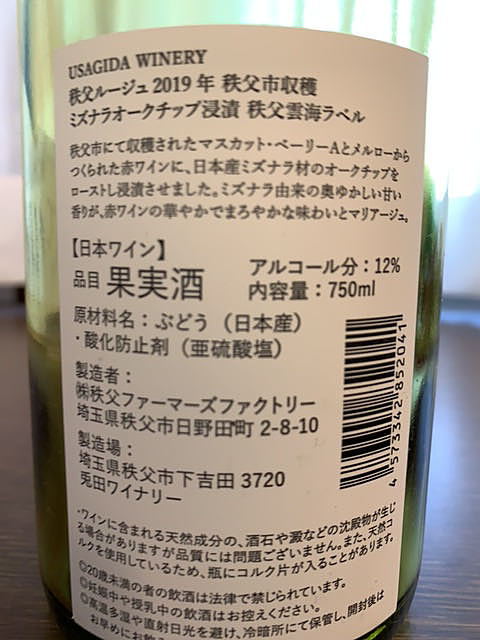 USAGIDA WINERY
秩父ルージュ 2019 年 秩父市収穫
ミズナラオークチップ浸漬 秩父雲海ラベル
秩父市にて収穫されたマスカット・ベーリーAとメルローから
つくられた赤ワインに、日本産ミズナラ材のオークチップを
ローストし浸漬させました。ミズナラ由来の奥ゆかしい甘い
香りが、赤ワインの華やかでまろやかな味わいとマリアージュ。
【日本ワイン】
品目 果実酒
アルコール分：12%
内容量：750ml
原材料名：ぶどう（日本産）
・酸化防止剤（亜硫酸塩）
製造者：
㈱秩父ファーマーズファクトリー
埼玉県秩父市日野田町 2-8-10
製造場：
埼玉県秩父市下吉田 3720
兎田ワイナリー
4 573342 852041
・ワインに含まれる天然成分の、酒石や澱などの沈殿物が生じ
る場合がありますが品質には問題ございません。また、天然コ
ルクを使用しているため、瓶にコルク片が入ることがあります。
◎20歳未満の者の飲酒は法律で禁じられています。
◎妊娠中や授乳中の飲酒はお控えください。
◎高温多湿や直射日光を避け、冷暗所にて保管し、開封後は
お早めにお飲み